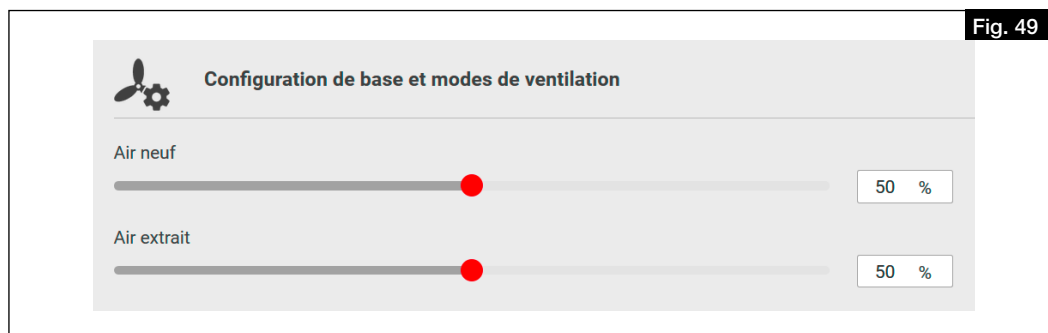 Fig. 49
Configuration de base et modes de ventilation
Air neuf
50 %
Air extrait
50 %